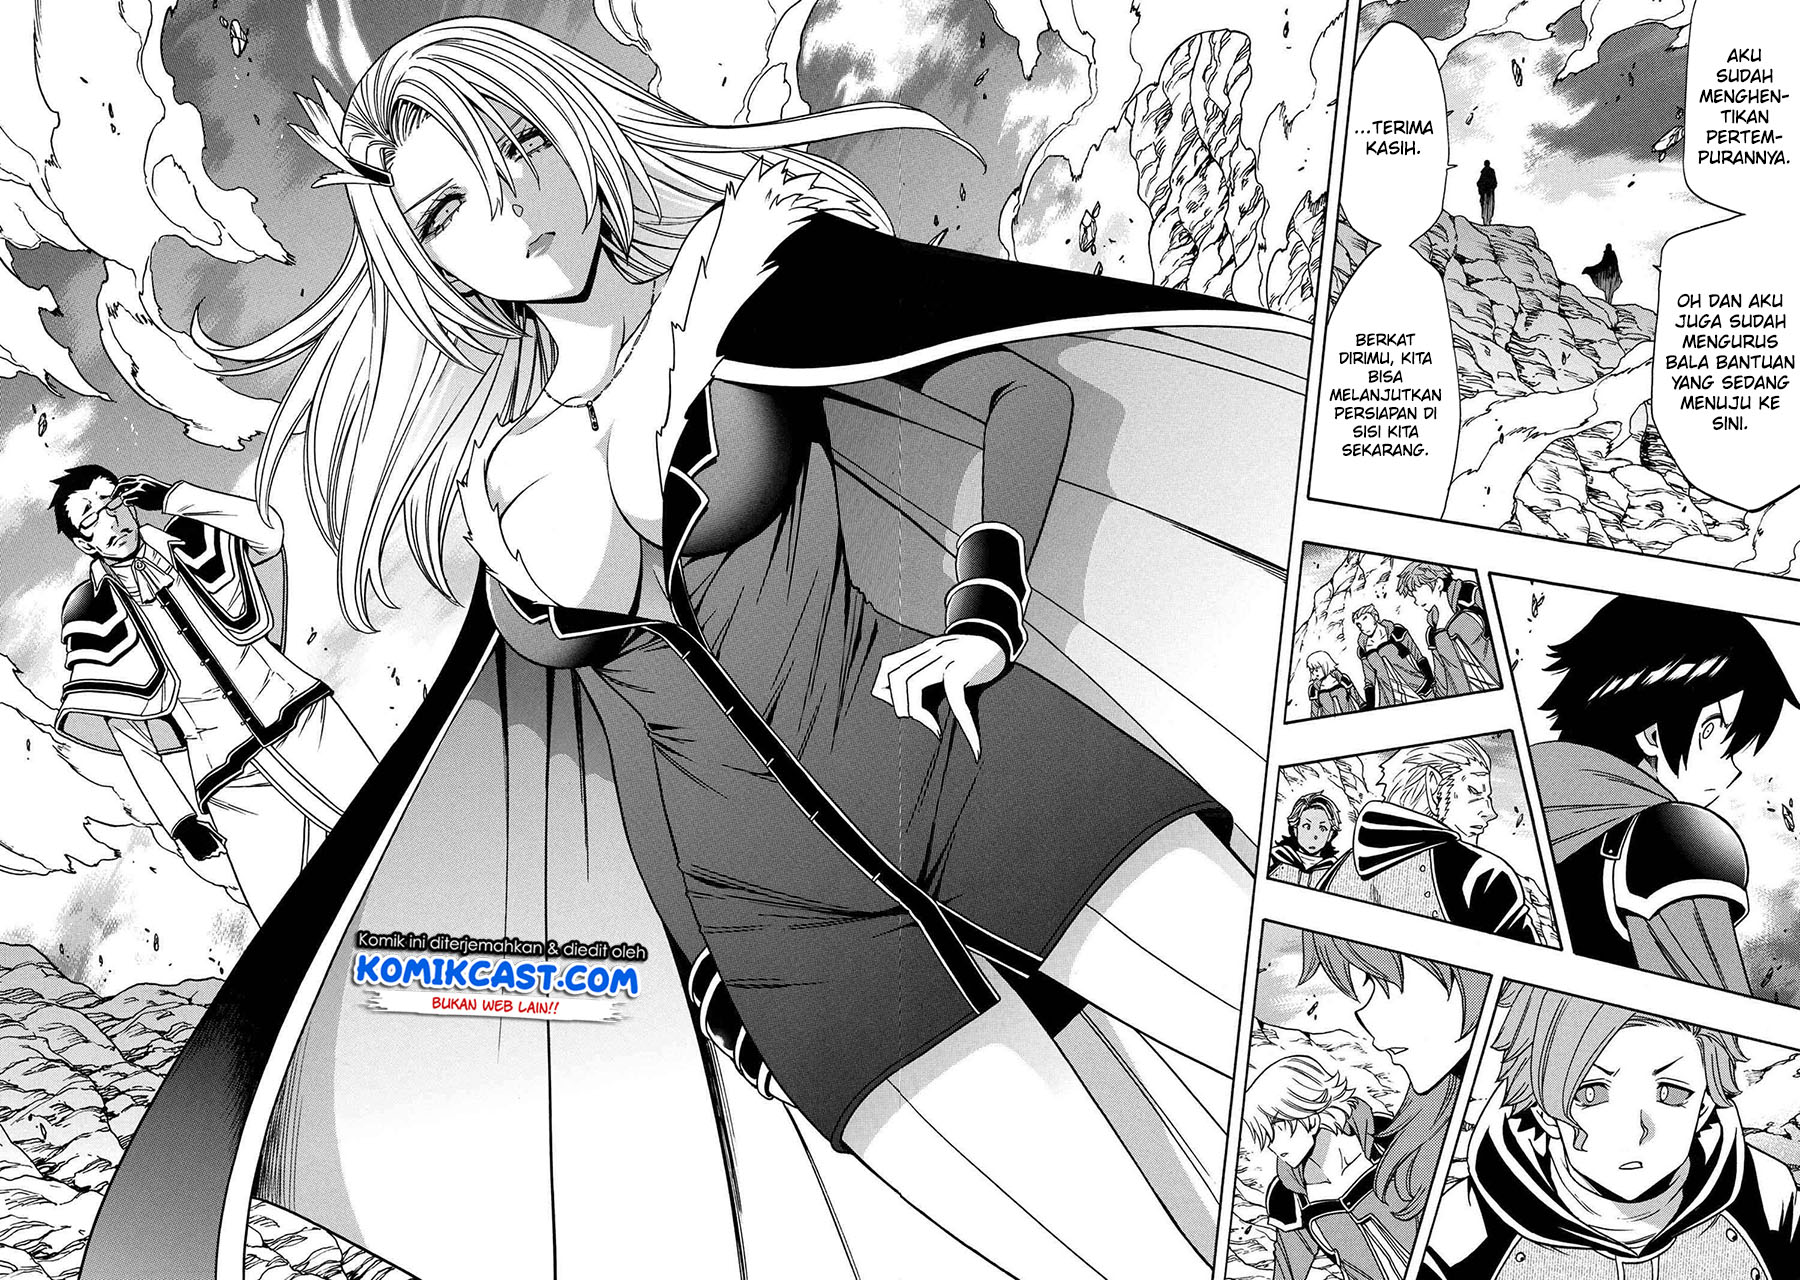 AKU
SUDAH
MENGHEN-
TIKAN
PERTEM-
PURANNYA.
OH DAN AKU
JUGA SUDAH
MENGURUS
BALA BANTUAN
YANG SEDANG
MENUJU KE
SINI.
...TERIMA
KASIH.
BERKAT
DIRIMU, KITA
BISA
MELANJUTKAN
PERSIAPAN DI
SISI KITA
SEKARANG.
Komik ini diterjemahkan & diedit oleh
KOMIKCAST.COM
BUKAN WEB LAIN!!